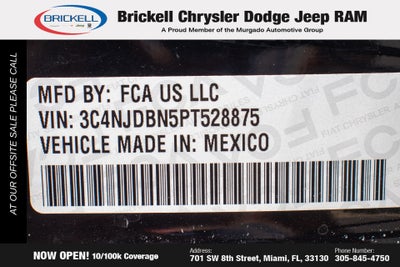 BRICKELL
Brickell Chrysler Dodge Jeep RAM
A Proud Member of the Murgado Automotive Group
AT OUR OFFSITE SALE PLEASE CALL
MFD BY: FCA US LLC
VIN: 3C4NJDBN5PT528875
VEHICLE MADE IN: MEXICO
NOW OPEN! 10/100k Coverage
Address:
701 SW 8th Street, Miami, FL, 33130
Phone:
305-845-4750